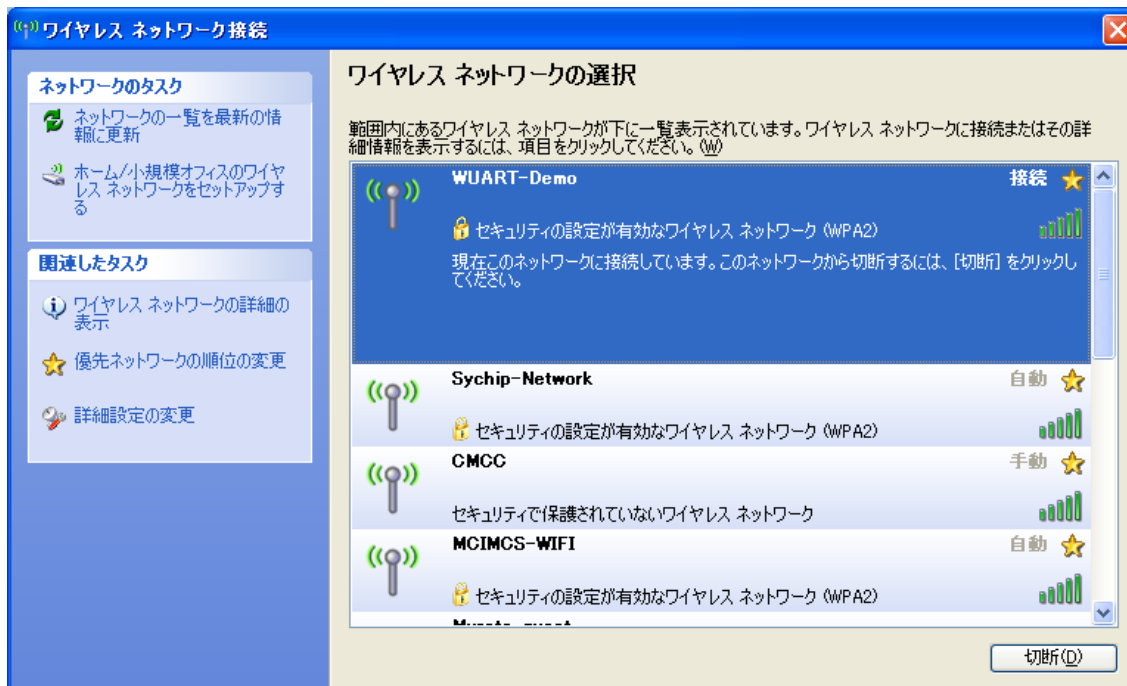 ワイヤレス ネットワーク接続
ネットワークのタスク
ネットワークの一覧を最新の情
報に更新
ホーム/小規模オフィスのワイヤ
レス ネットワークをセットアップす
る
関連したタスク
ワイヤレス ネットワークの詳細の
表示
優先ネットワークの順位の変更
詳細設定の変更
ワイヤレス ネットワークの選択
範囲内にあるワイヤレス ネットワークが下に一覧表示されています。ワイヤレス ネットワークに接続またはその詳
細情報を表示するには、項目をクリックしてください。(W)
WUART-Demo 接続
セキュリティの設定が有効なワイヤレス ネットワーク (WPA2)
現在このネットワークに接続しています。このネットワークから切断するには、[切断] をクリックし
てください。
Sychip-Network 自動
セキュリティの設定が有効なワイヤレス ネットワーク (WPA2)
CMCC 手動
セキュリティで保護されていないワイヤレス ネットワーク
MCIMCS-WIFI 自動
セキュリティの設定が有効なワイヤレス ネットワーク (WPA2)
切断(D)